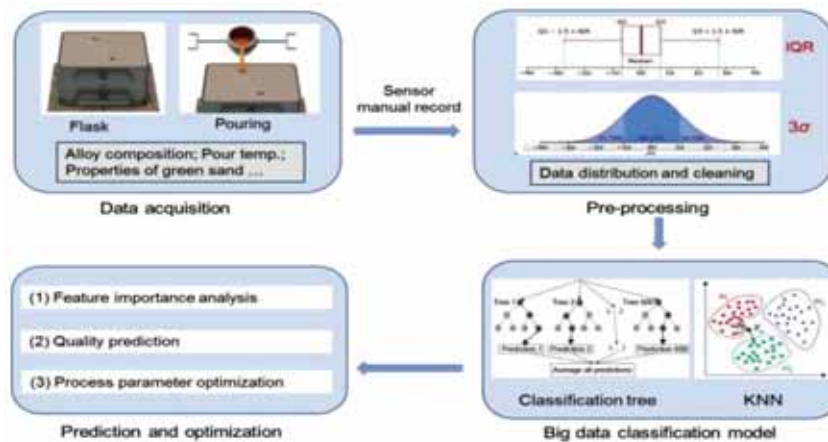 Flask
Pouring
Alloy composition; Pour temp.;
Properties of green sand ...
Data acquisition
Sensor
manual record
IQR
3σ
Data distribution and cleaning
Pre-processing
(1) Feature importance analysis
(2) Quality prediction
(3) Process parameter optimization
Prediction and optimization
Tree 1
Tree 2
Prediction 1
Prediction 2
Average all predictions
Classification tree
KNN
Big data classification model